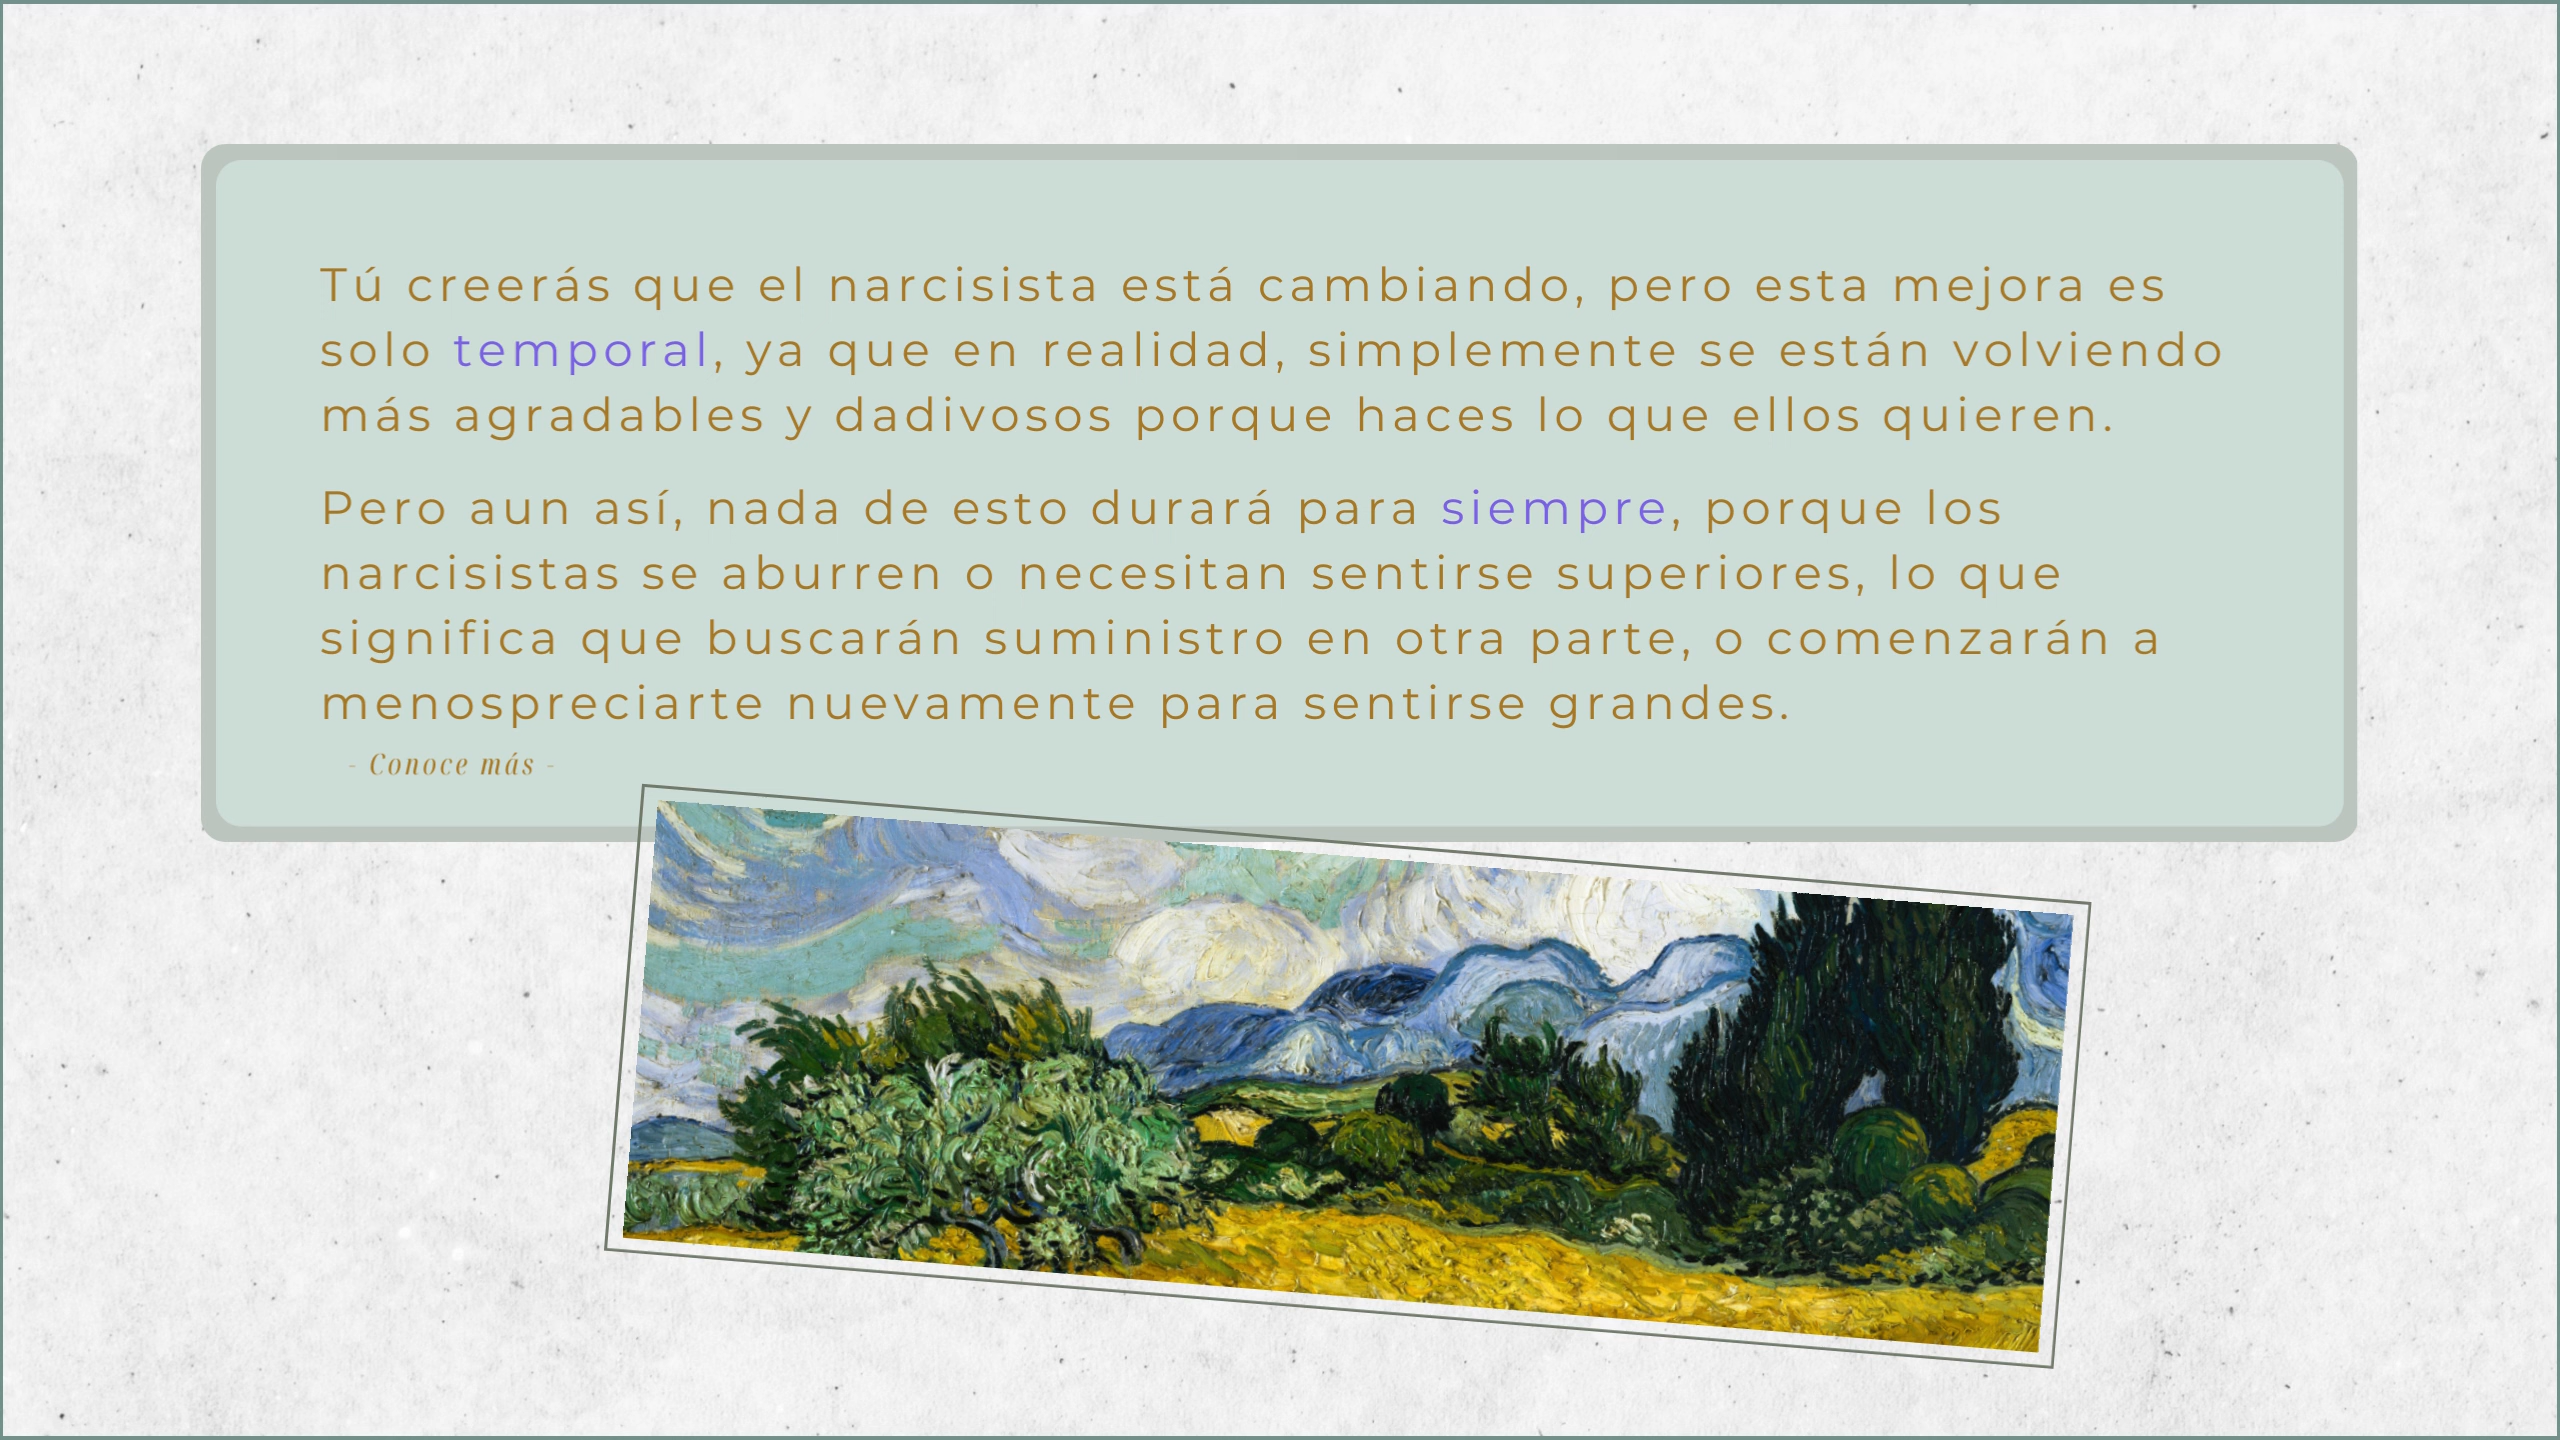 Tú creerás que el narcisista está cambiando, pero esta mejora es
solo temporal, ya que en realidad, simplemente se están volviendo
más agradables y dadivosos porque haces lo que ellos quieren.
Pero aun así, nada de esto durará para siempre, porque los
narcisistas se aburren o necesitan sentirse superiores, lo que
significa que buscarán suministro en otra parte, o comenzarán a
menospreciarte nuevamente para sentirse grandes.
- Conoce más -